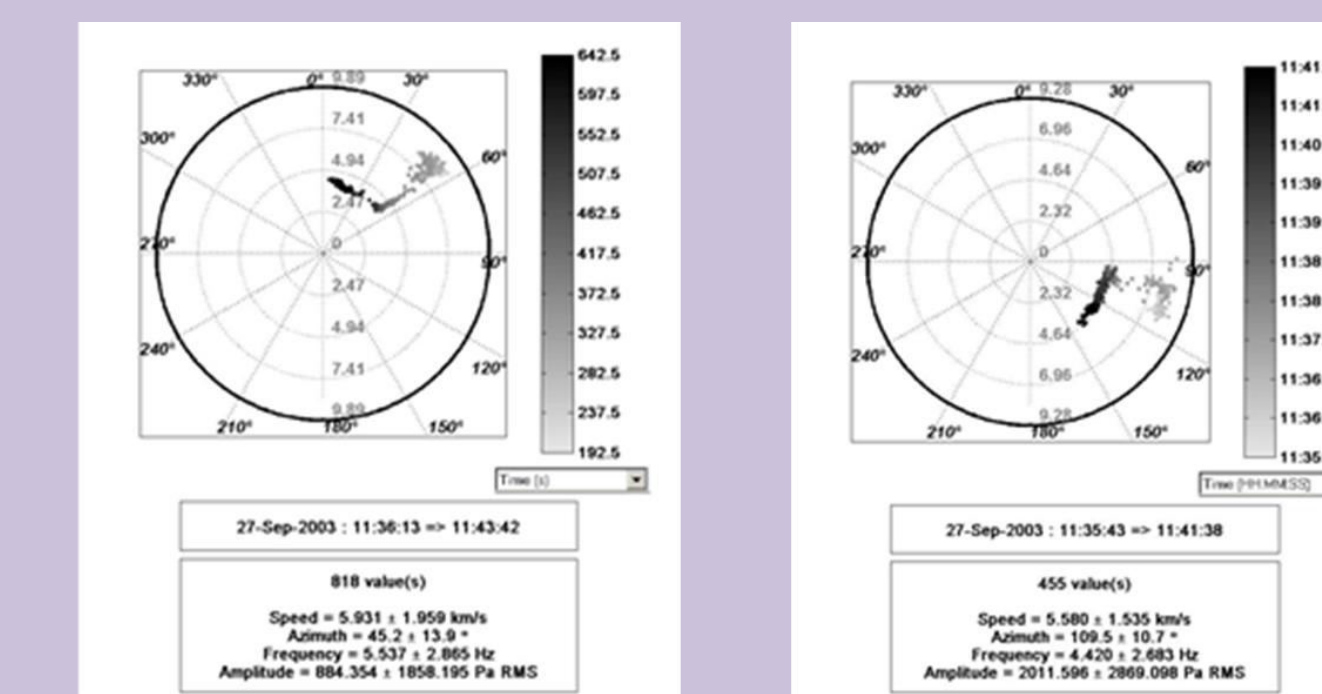 330° 0° 9.89 30°
7.41
300° 4.94 60°
2.47
0
270° 90°
2.47
4.94
240° 7.41 120°
9.89
210° 180° 150°
642.5
597.5
552.5
507.5
462.5
417.5
372.5
327.5
282.5
237.5
192.5
Time (s)
27-Sep-2003 : 11:36:13 => 11:43:42
818 value(s)
Speed = 5.931 ± 1.959 km/s
Azimuth = 45.2 ± 13.9 °
Frequency = 5.537 ± 2.865 Hz
Amplitude = 884.354 ± 1858.195 Pa RMS
330° 0° 9.28 30°
6.96
300° 4.64 60°
2.32
0
270° 90°
2.32
4.64
240° 6.96 120°
9.28
210° 180° 150°
11:41
11:41
11:40
11:39
11:39
11:38
11:38
11:37
11:36
11:36
11:35
Time [HH:MM:SS]
27-Sep-2003 : 11:35:43 => 11:41:38
455 value(s)
Speed = 5.580 ± 1.535 km/s
Azimuth = 109.5 ± 10.7 °
Frequency = 4.420 ± 2.683 Hz
Amplitude = 2011.596 ± 2869.098 Pa RMS